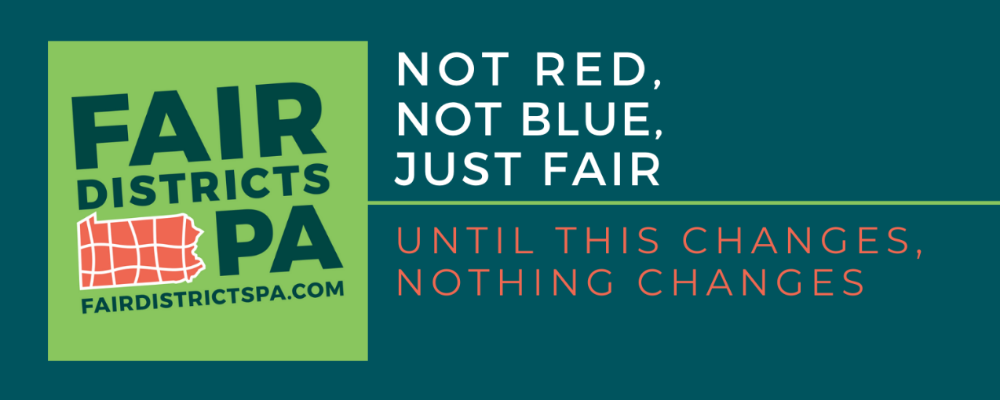 FAIR
DISTRICTS
PA
FAIRDISTRICTSPA.COM
NOT RED,
NOT BLUE,
JUST FAIR
UNTIL THIS CHANGES,
NOTHING CHANGES